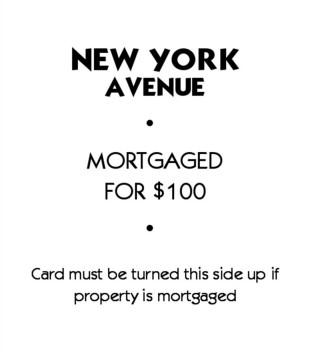 NEW YORK
AVENUE
•
MORTGAGED
FOR $100
•
Card must be turned this side up if
property is mortgaged